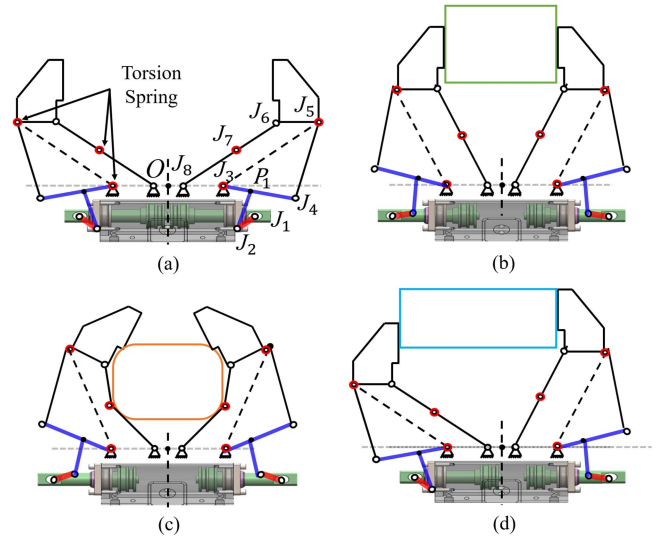 Torsion
Spring
J₆
J₅
J₇
O
J₈
J₃
P₁
J₄
J₁
J₂
(a)
(b)
(c)
(d)